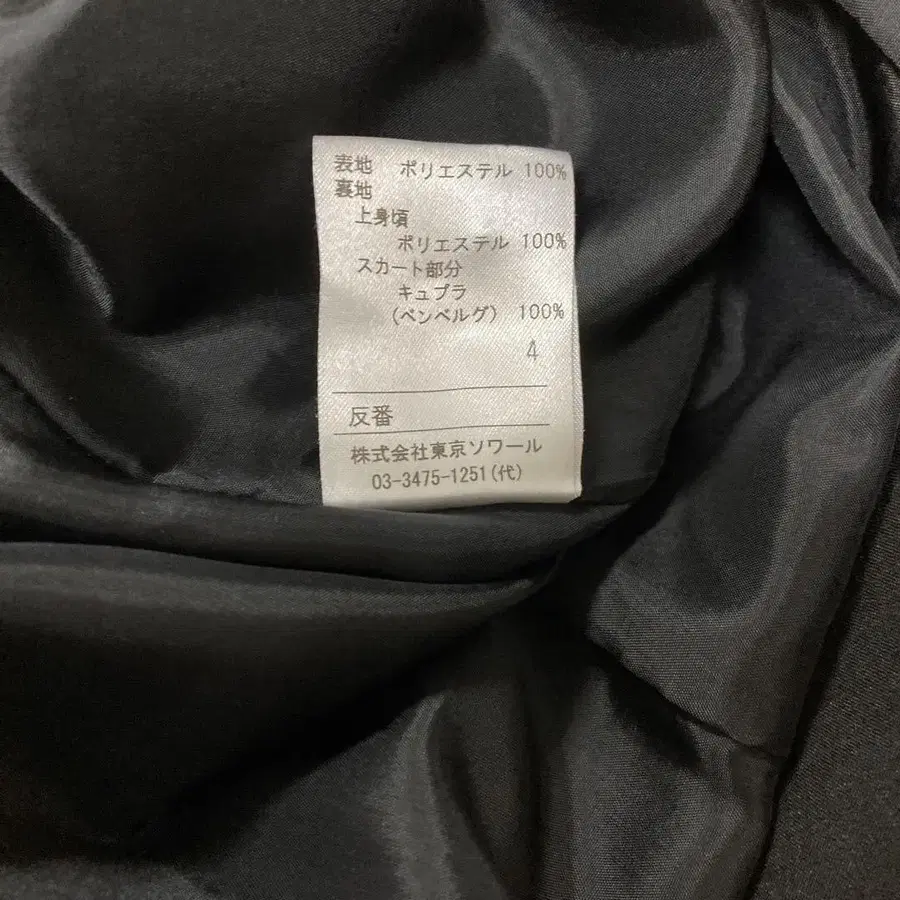 表地 ポリエステル 100%
裏地
上身頃
ポリエステル 100%
スカート部分
キュプラ
(ベンベルグ) 100%
4
反番
株式会社東京ソワール
03-3475-1251(代)